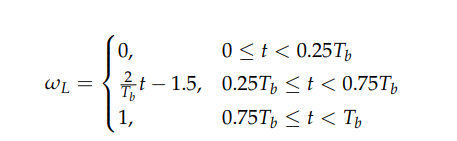 0, 0 ≤ t < 0.25T_b
ω_L = { 2/T_b t − 1.5, 0.25T_b ≤ t < 0.75T_b
1, 0.75T_b ≤ t < T_b